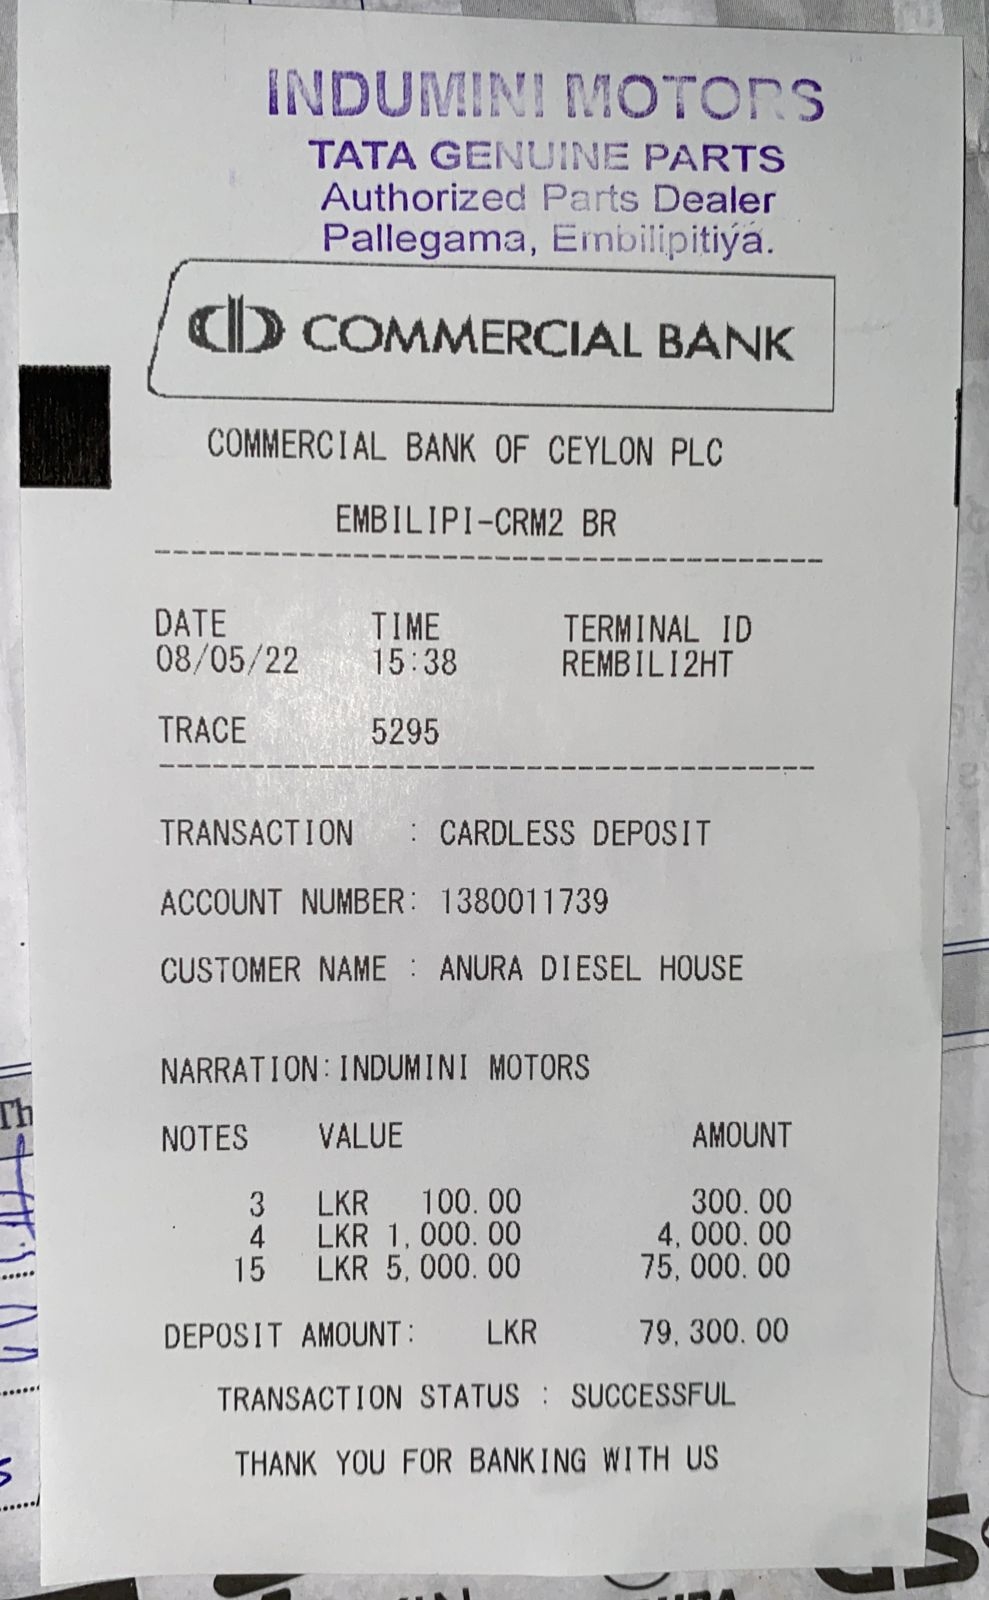 INDUMINI MOTORS
TATA GENUINE PARTS
Authorized Parts Dealer
Pallegama, Embilipitiya.
COMMERCIAL BANK
COMMERCIAL BANK OF CEYLON PLC
EMBILIPI-CRM2 BR
DATE TIME TERMINAL ID
08/05/22 15:38 REMBILI2HT
TRACE 5295
TRANSACTION : CARDLESS DEPOSIT
ACCOUNT NUMBER: 1380011739
CUSTOMER NAME : ANURA DIESEL HOUSE
NARRATION:INDUMINI MOTORS
NOTES VALUE AMOUNT
3 LKR 100.00 300.00
4 LKR 1,000.00 4,000.00
15 LKR 5,000.00 75,000.00
DEPOSIT AMOUNT: LKR 79,300.00
TRANSACTION STATUS : SUCCESSFUL
THANK YOU FOR BANKING WITH US